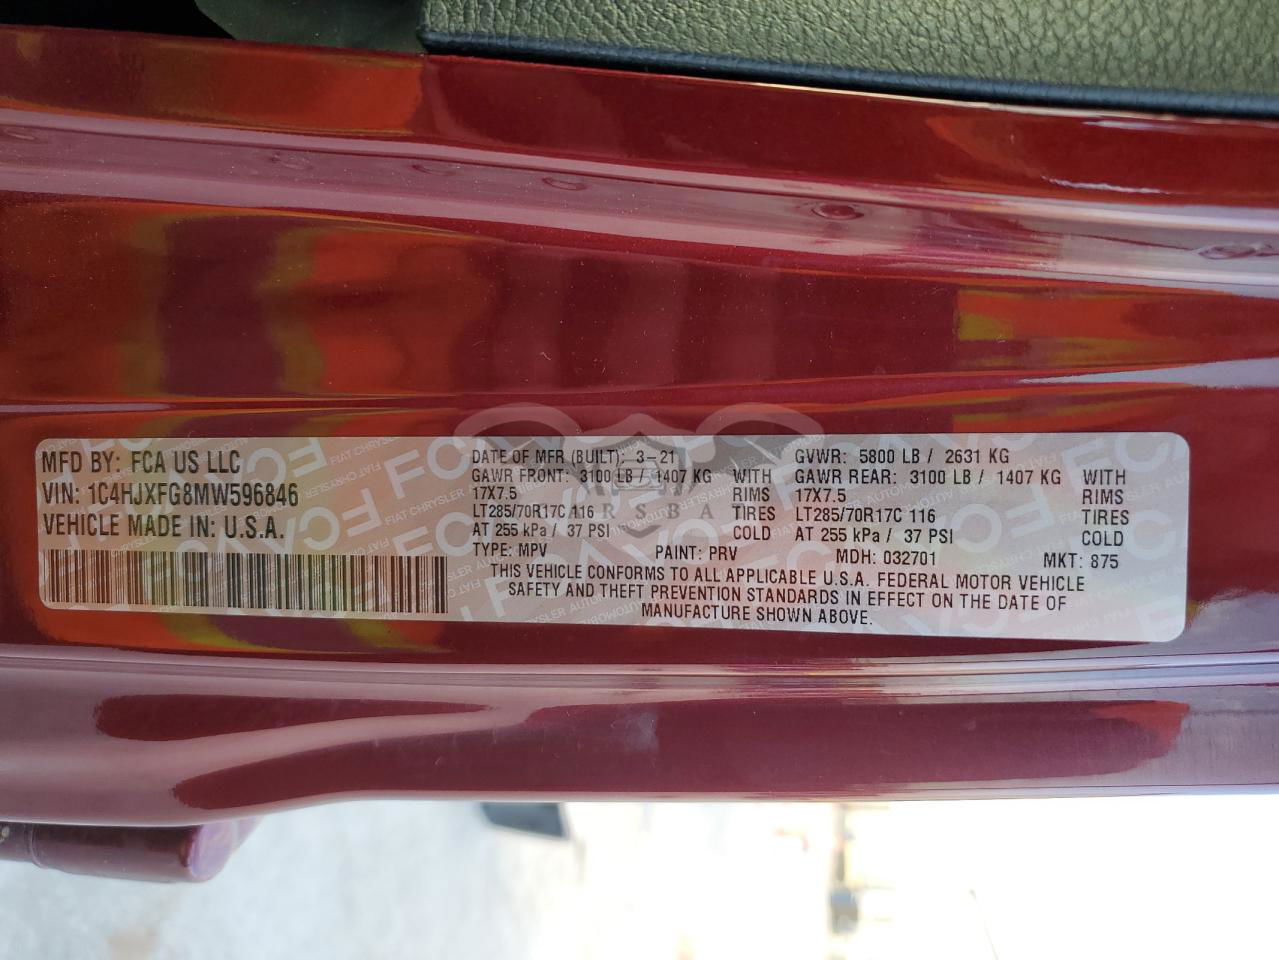 MFD BY: FCA US LLC
VIN: 1C4HJXFG8MW596846
VEHICLE MADE IN: U.S.A.
DATE OF MFR (BUILT): 3-21
GAWR FRONT: 3100 LB / 1407 KG WITH
17X7.5 RIMS
LT285/70R17C 116 TIRES
AT 255 kPa / 37 PSI COLD
GVWR: 5800 LB / 2631 KG
GAWR REAR: 3100 LB / 1407 KG WITH
17X7.5 RIMS
LT285/70R17C 116 TIRES
AT 255 kPa / 37 PSI COLD
TYPE: MPV PAINT: PRV MDH: 032701 MKT: 875
THIS VEHICLE CONFORMS TO ALL APPLICABLE U.S.A. FEDERAL MOTOR VEHICLE
SAFETY AND THEFT PREVENTION STANDARDS IN EFFECT ON THE DATE OF
MANUFACTURE SHOWN ABOVE.